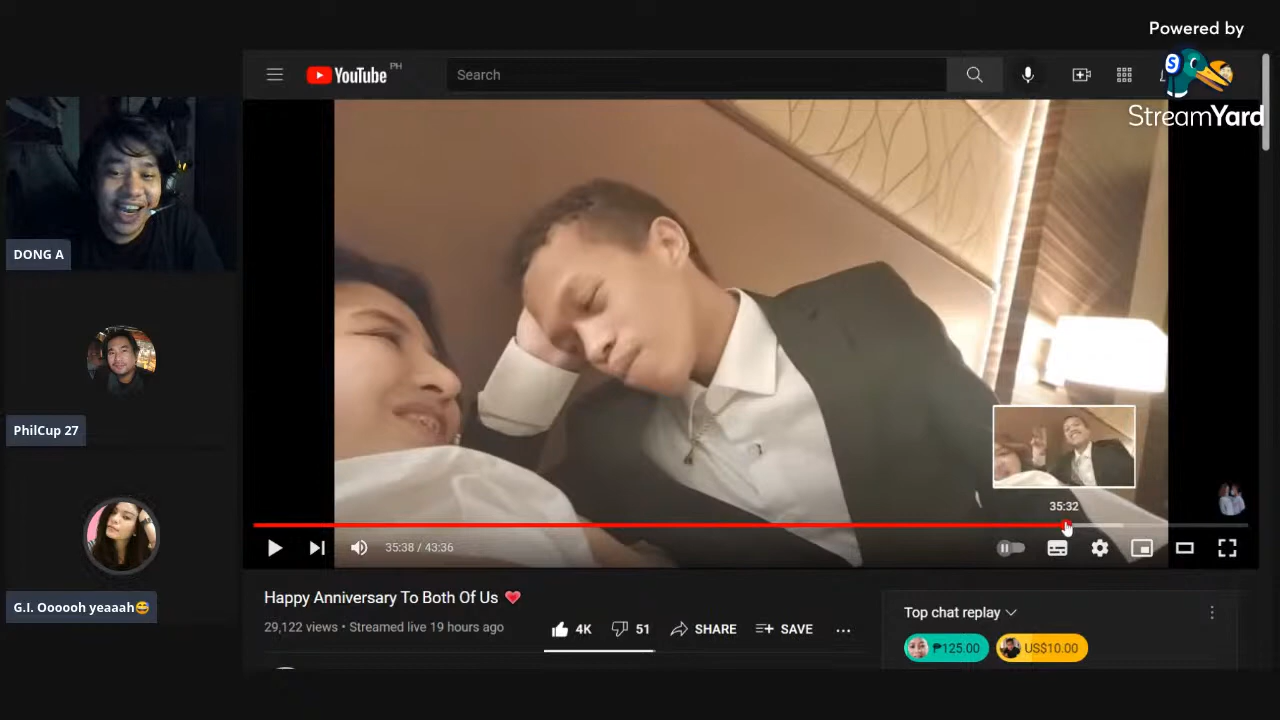 Powered by
StreamYard
YouTube PH
Search
DONG A
PhilCup 27
G.I. Oooooh yeaaah😅
35:32
35:38 / 43:36
Happy Anniversary To Both Of Us ❤️
29,122 views • Streamed live 19 hours ago
4K
51
SHARE
SAVE
Top chat replay
₱125.00
US$10.00